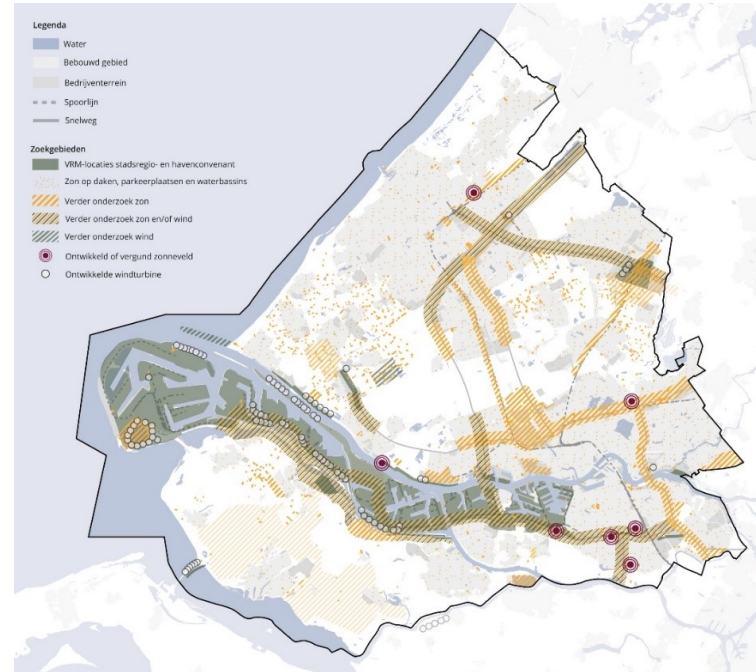 Legenda
Water
Bebouwd gebied
Bedrijventerrein
Spoorlijn
Snelweg
Zoekgebieden
VRM-locaties stadsregio- en havenconvenant
Zon op daken, parkeerplaatsen en waterbassins
Verder onderzoek zon
Verder onderzoek zon en/of wind
Verder onderzoek wind
Ontwikkeld of vergund zonneveld
Ontwikkelde windturbine